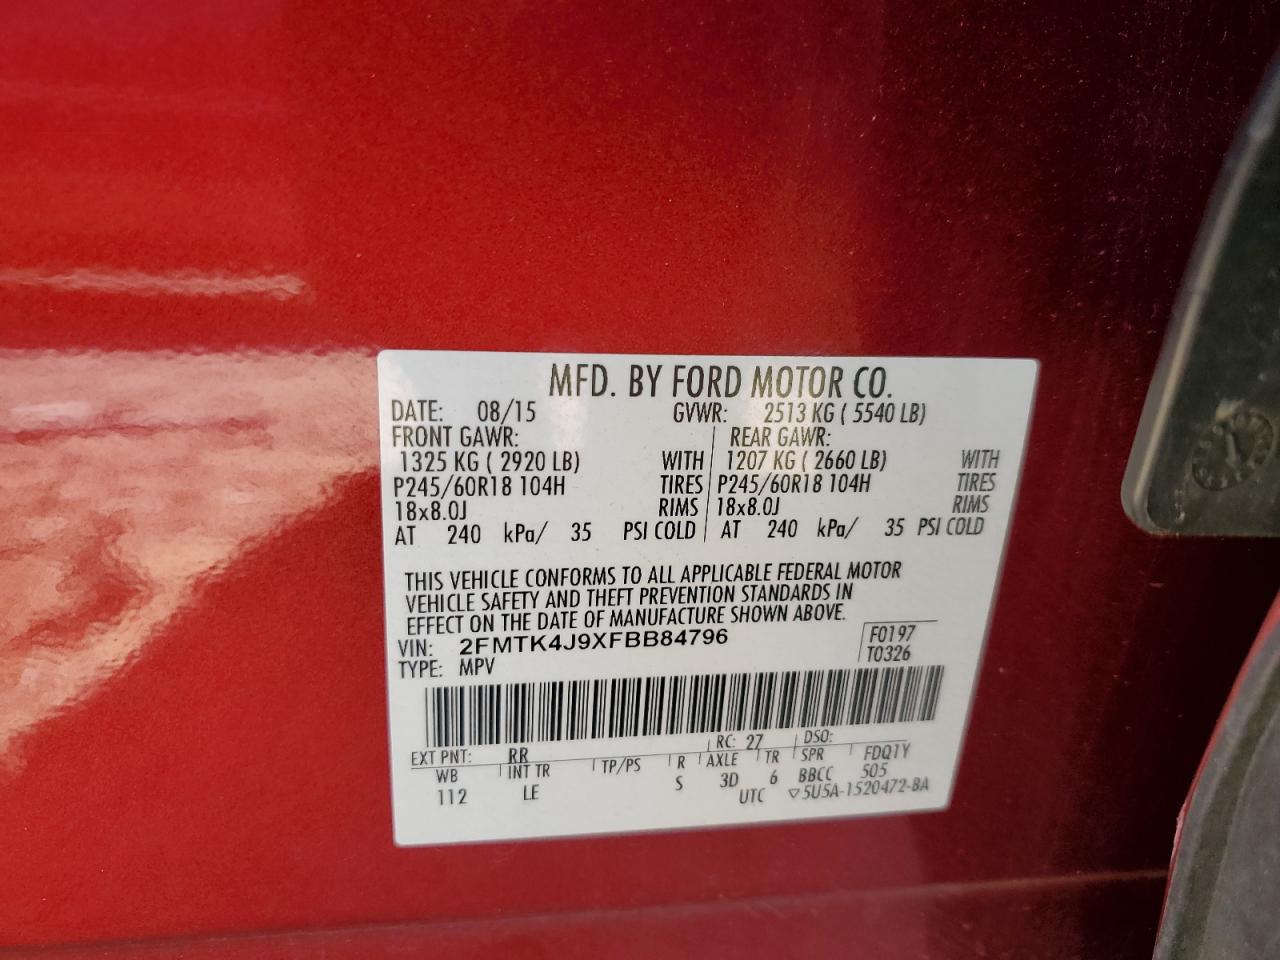 MFD. BY FORD MOTOR CO.
DATE: 08/15 GVWR: 2513 KG ( 5540 LB)
FRONT GAWR: REAR GAWR:
1325 KG ( 2920 LB) WITH 1207 KG ( 2660 LB) WITH
P245/60R18 104H TIRES P245/60R18 104H TIRES
18x8.0J RIMS 18x8.0J RIMS
AT 240 kPa/ 35 PSI COLD AT 240 kPa/ 35 PSI COLD
THIS VEHICLE CONFORMS TO ALL APPLICABLE FEDERAL MOTOR
VEHICLE SAFETY AND THEFT PREVENTION STANDARDS IN
EFFECT ON THE DATE OF MANUFACTURE SHOWN ABOVE.
VIN: 2FMTK4J9XFBB84796 F0197
TYPE: MPV T0326
EXT PNT: RR RC: 27 DSO:
WB INT TR TP/PS R AXLE TR SPR FDQ1Y
112 LE S 3D 6 BBCC 505
UTC ▽5U5A-1520472-BA